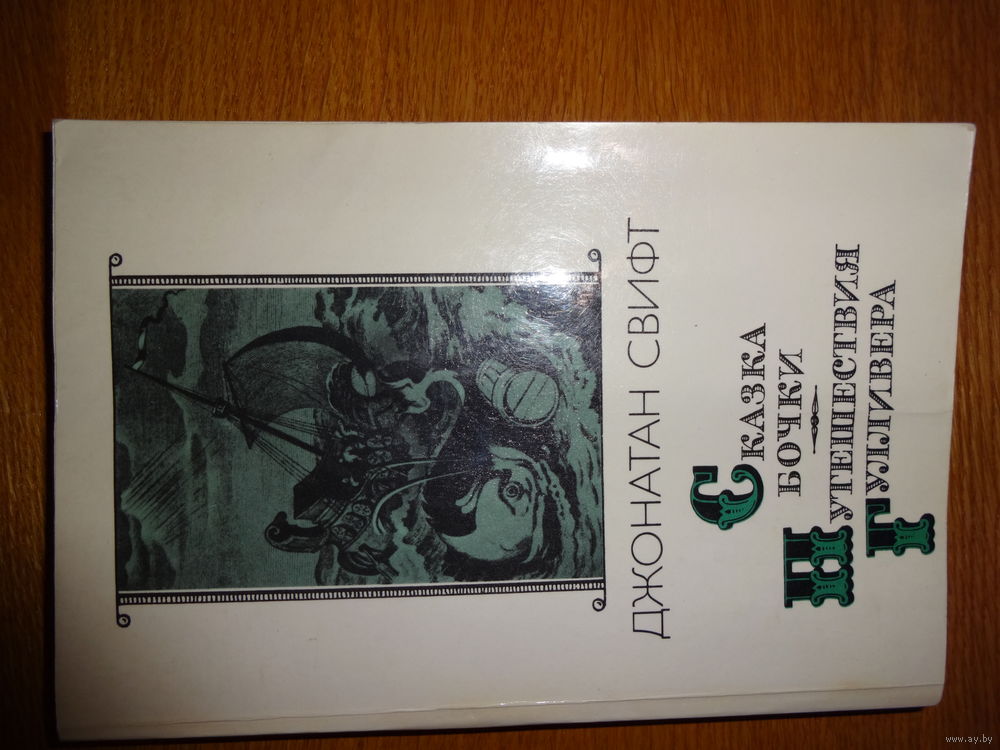 ДЖОНАТАН СВИФТ
СКАЗКА
БОЧКИ
ПУТЕШЕСТВИЯ
ГУЛЛИВЕРА
www.ay.by